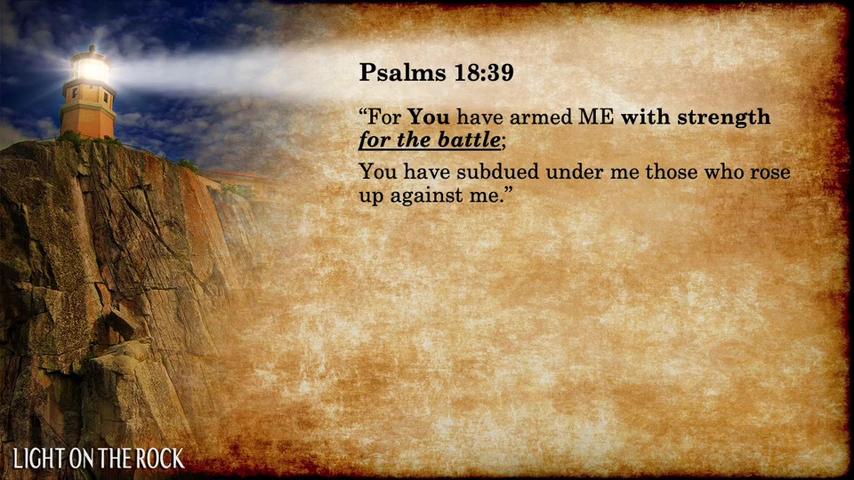 Psalms 18:39
“For You have armed ME with strength
for the battle;
You have subdued under me those who rose
up against me.”
LIGHT ON THE ROCK